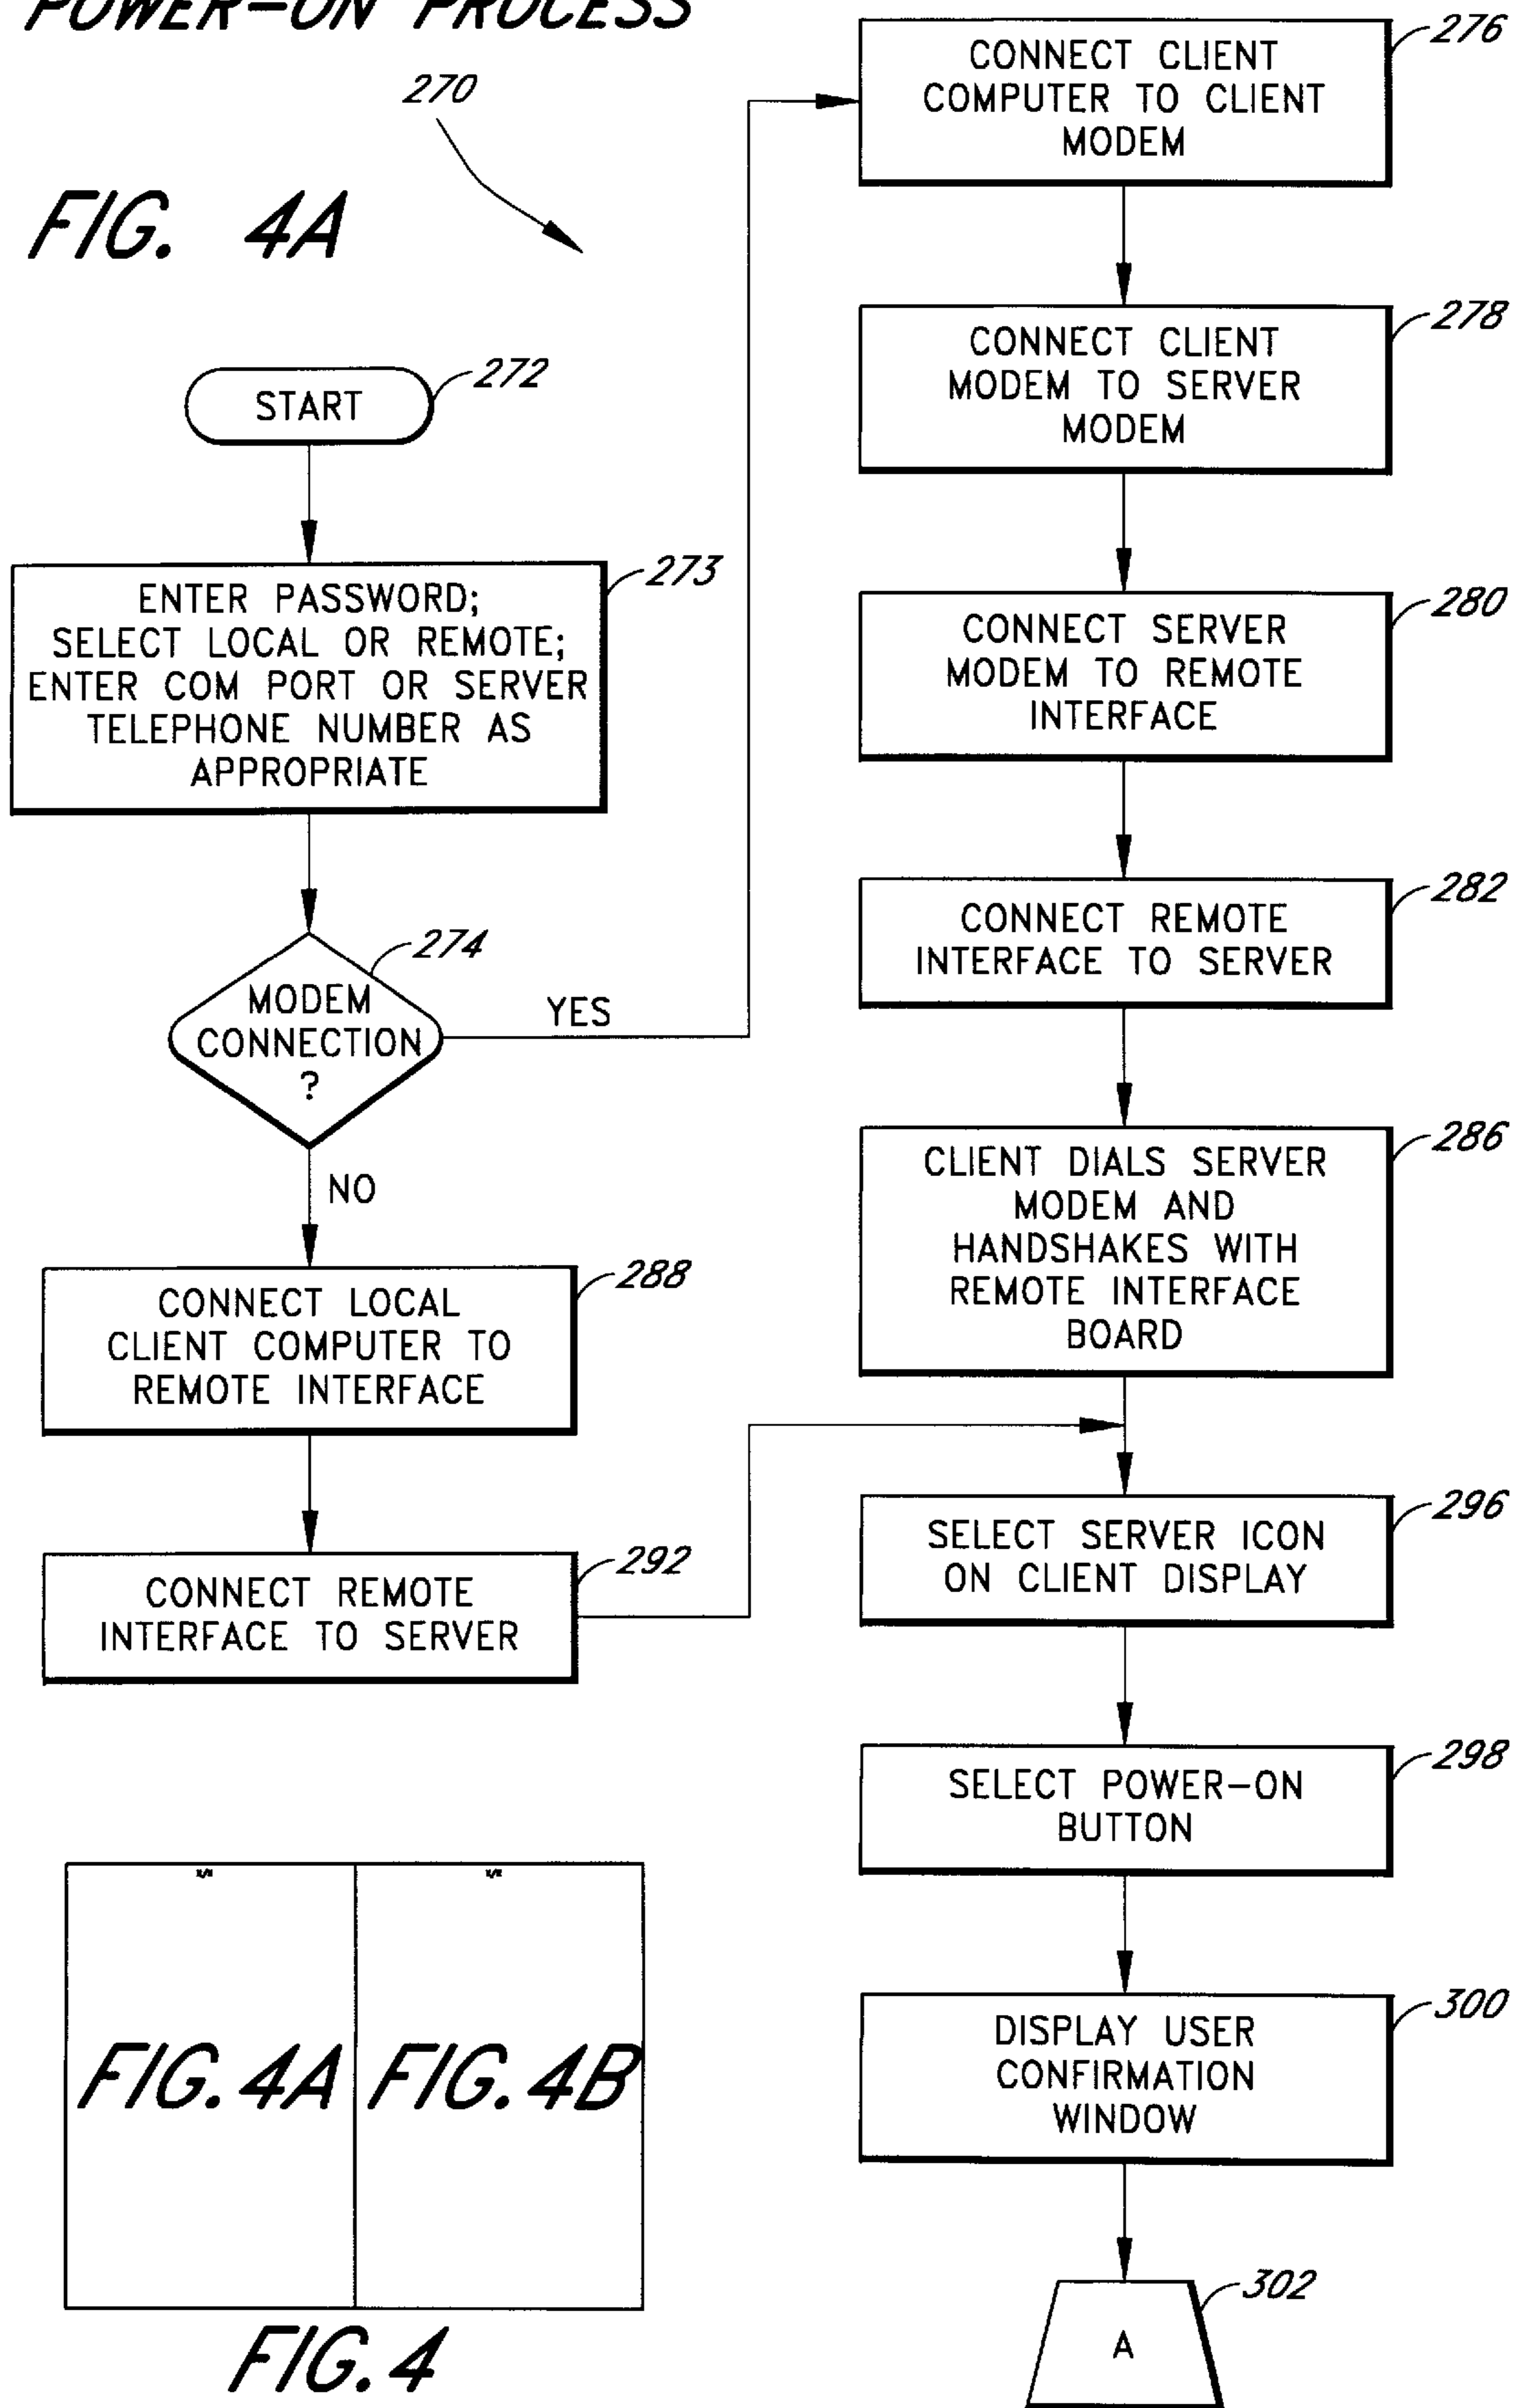 POWER-ON PROCESS
270
FIG. 4A
START
272
ENTER PASSWORD;
SELECT LOCAL OR REMOTE;
ENTER COM PORT OR SERVER
TELEPHONE NUMBER AS
APPROPRIATE
273
MODEM
CONNECTION
?
274
YES
NO
CONNECT LOCAL
CLIENT COMPUTER TO
REMOTE INTERFACE
288
CONNECT REMOTE
INTERFACE TO SERVER
292
CONNECT CLIENT
COMPUTER TO CLIENT
MODEM
276
CONNECT CLIENT
MODEM TO SERVER
MODEM
278
CONNECT SERVER
MODEM TO REMOTE
INTERFACE
280
CONNECT REMOTE
INTERFACE TO SERVER
282
CLIENT DIALS SERVER
MODEM AND
HANDSHAKES WITH
REMOTE INTERFACE
BOARD
286
SELECT SERVER ICON
ON CLIENT DISPLAY
296
SELECT POWER-ON
BUTTON
298
DISPLAY USER
CONFIRMATION
WINDOW
300
A
302
FIG. 4A
FIG. 4B
FIG. 4